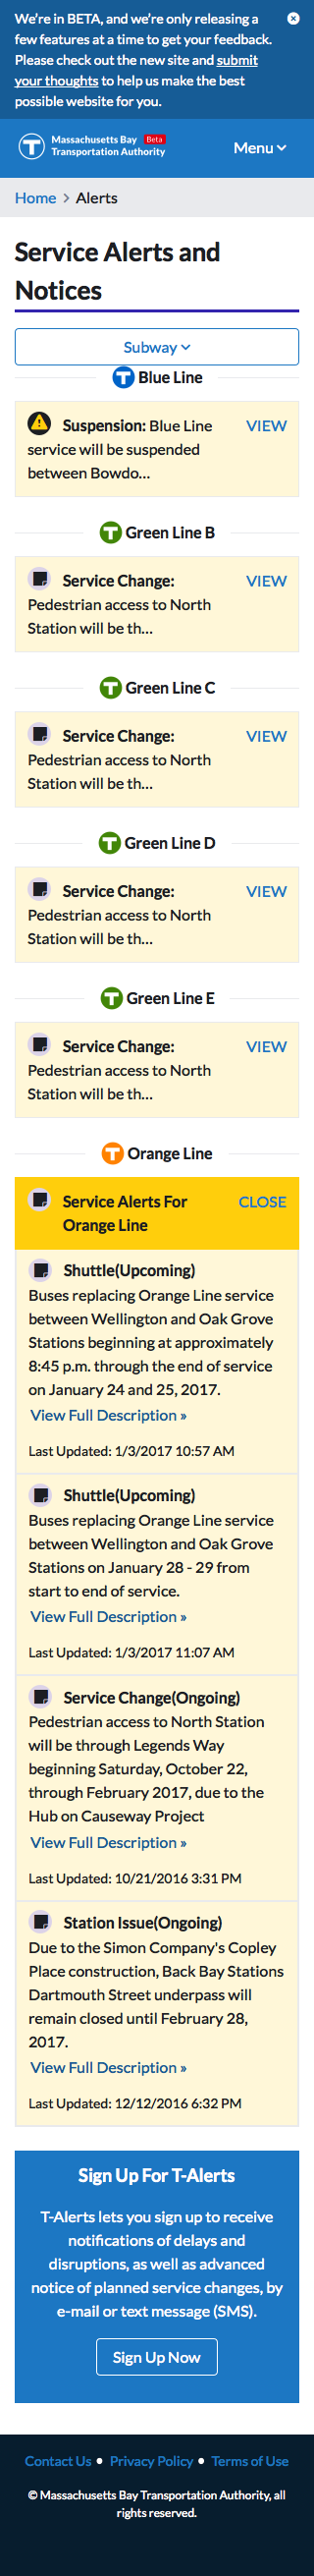 We're in BETA, and we're only releasing a
few features at a time to get your feedback.
Please check out the new site and submit
your thoughts to help us make the best
possible website for you.
Massachusetts Bay Beta
Transportation Authority
Menu
Home > Alerts
Service Alerts and
Notices
Subway
Blue Line
Suspension: Blue Line VIEW
service will be suspended
between Bowdo...
Green Line B
Service Change: VIEW
Pedestrian access to North
Station will be th...
Green Line C
Service Change: VIEW
Pedestrian access to North
Station will be th...
Green Line D
Service Change: VIEW
Pedestrian access to North
Station will be th...
Green Line E
Service Change: VIEW
Pedestrian access to North
Station will be th...
Orange Line
Service Alerts For CLOSE
Orange Line
Shuttle(Upcoming)
Buses replacing Orange Line service
between Wellington and Oak Grove
Stations beginning at approximately
8:45 p.m. through the end of service
on January 24 and 25, 2017.
View Full Description »
Last Updated: 1/3/2017 10:57 AM
Shuttle(Upcoming)
Buses replacing Orange Line service
between Wellington and Oak Grove
Stations on January 28 - 29 from
start to end of service.
View Full Description »
Last Updated: 1/3/2017 11:07 AM
Service Change(Ongoing)
Pedestrian access to North Station
will be through Legends Way
beginning Saturday, October 22,
through February 2017, due to the
Hub on Causeway Project
View Full Description »
Last Updated: 10/21/2016 3:31 PM
Station Issue(Ongoing)
Due to the Simon Company's Copley
Place construction, Back Bay Stations
Dartmouth Street underpass will
remain closed until February 28,
2017.
View Full Description »
Last Updated: 12/12/2016 6:32 PM
Sign Up For T-Alerts
T-Alerts lets you sign up to receive
notifications of delays and
disruptions, as well as advanced
notice of planned service changes, by
e-mail or text message (SMS).
Sign Up Now
Contact Us • Privacy Policy • Terms of Use
© Massachusetts Bay Transportation Authority, all
rights reserved.